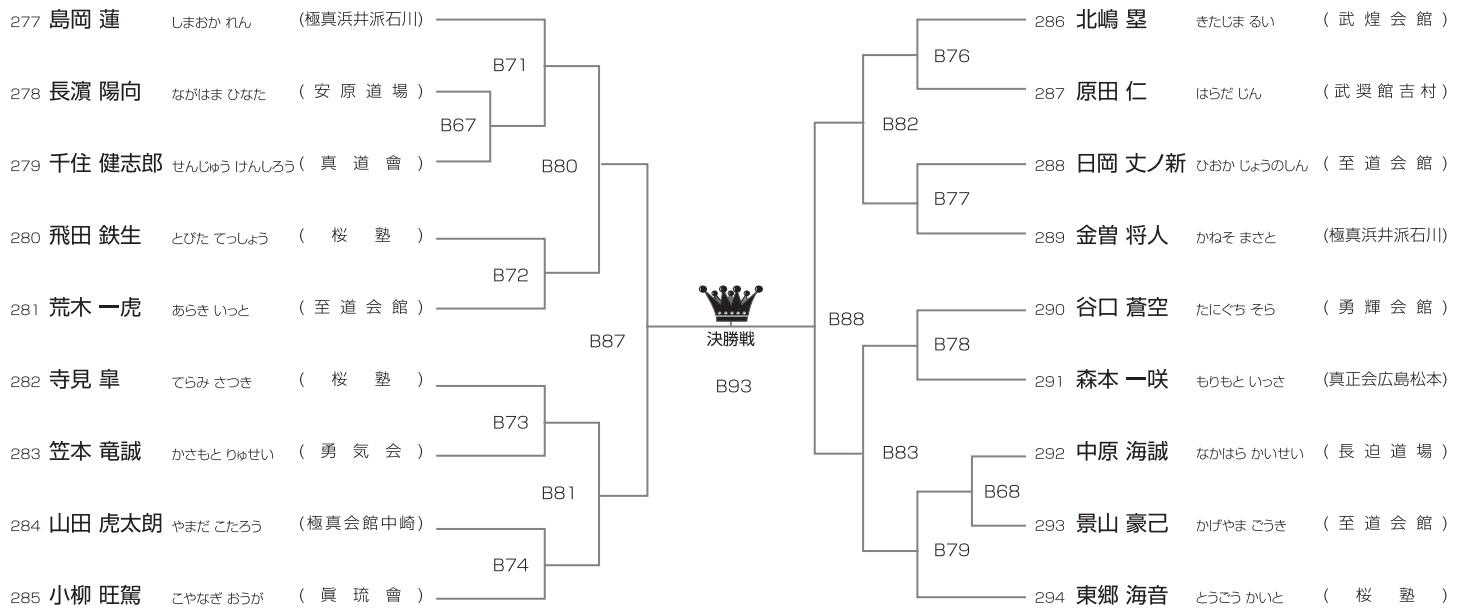 277 島岡 蓮 しまおか れん (極真浜井派石川)
B71
278 長濱 陽向 ながはま ひなた (安原道場)
B67
279 千住 健志郎 せんじゅう けんしろう (真道會)
B80
280 飛田 鉄生 とびた てっしょう (桜塾)
B72
281 荒木 一虎 あらき いっと (至道会館)
B87
282 寺見 皐 てらみ さつき (桜塾)
B73
283 笠本 竜誠 かさもと りゅせい (勇気会)
B81
284 山田 虎太朗 やまだ こたろう (極真会館中崎)
B74
285 小柳 旺駕 こやなぎ おうが (眞琉會)
決勝戦
B93
286 北嶋 塁 きたじま るい (武煌会館)
B76
287 原田 仁 はらだ じん (武奨館吉村)
B82
288 日岡 丈ノ新 ひおか じょうのしん (至道会館)
B77
289 金曽 将人 かねそ まさと (極真浜井派石川)
B88
290 谷口 蒼空 たにぐち そら (勇輝会館)
B78
291 森本 一咲 もりもと いっさ (真正会広島松本)
B83
292 中原 海誠 なかはら かいせい (長迫道場)
B68
293 景山 豪己 かげやま ごうき (至道会館)
B79
294 東郷 海音 とうごう かいと (桜塾)